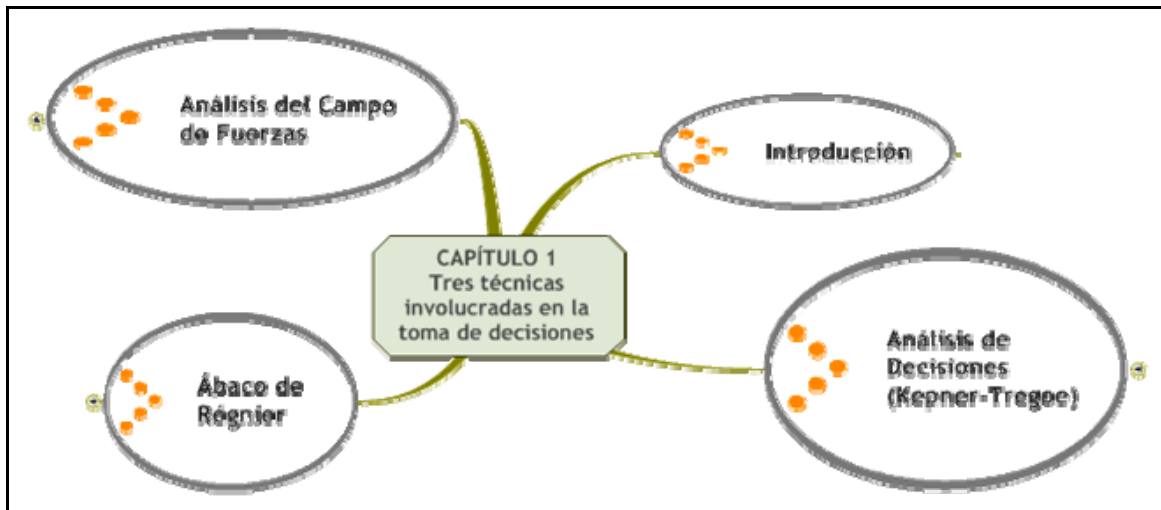 Análisis del Campo
de Fuerzas
Introducción
CAPÍTULO 1
Tres técnicas
involucradas en la
toma de decisiones
Ábaco de
Régnier
Análisis de
Decisiones
(Kepner-Tregoe)